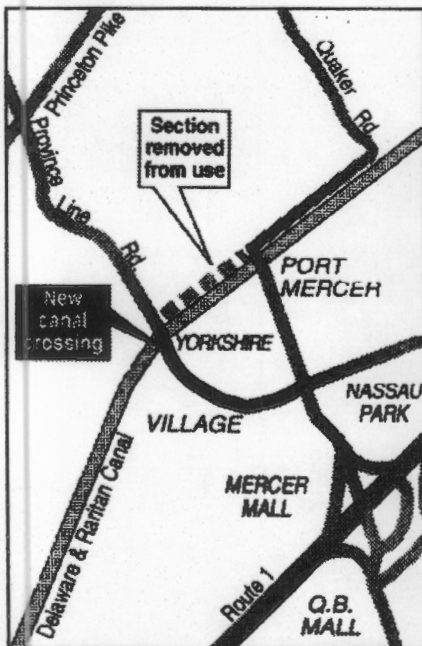 Princeton Pike
Quaker
Rd
Province
Line
Rd.
Section
removed
from use
PORT
MERCER
New
canal
crossing
YORKSHIRE
VILLAGE
NASSAU
PARK
MERCER
MALL
Delaware & Raritan Canal
Route 1
Q.B.
MALL